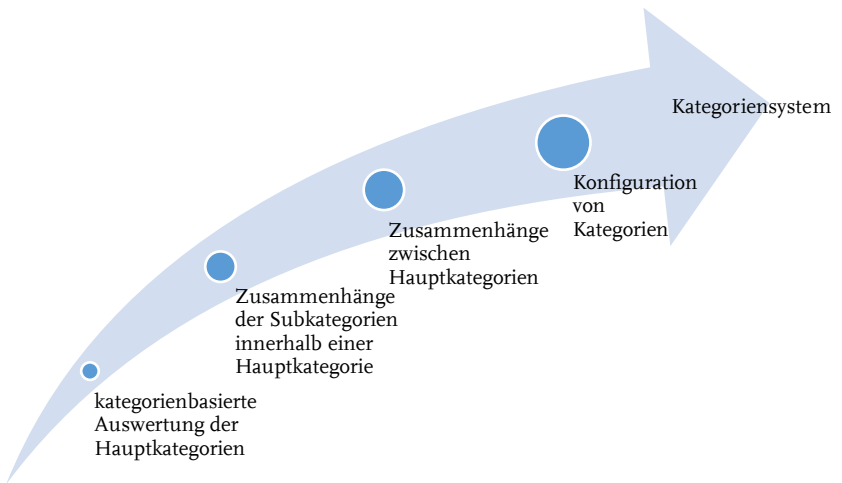 Kategoriensystem
Konfiguration
von
Kategorien
Zusammenhänge
zwischen
Hauptkategorien
Zusammenhänge
der Subkategorien
innerhalb einer
Hauptkategorie
kategorienbasierte
Auswertung der
Hauptkategorien